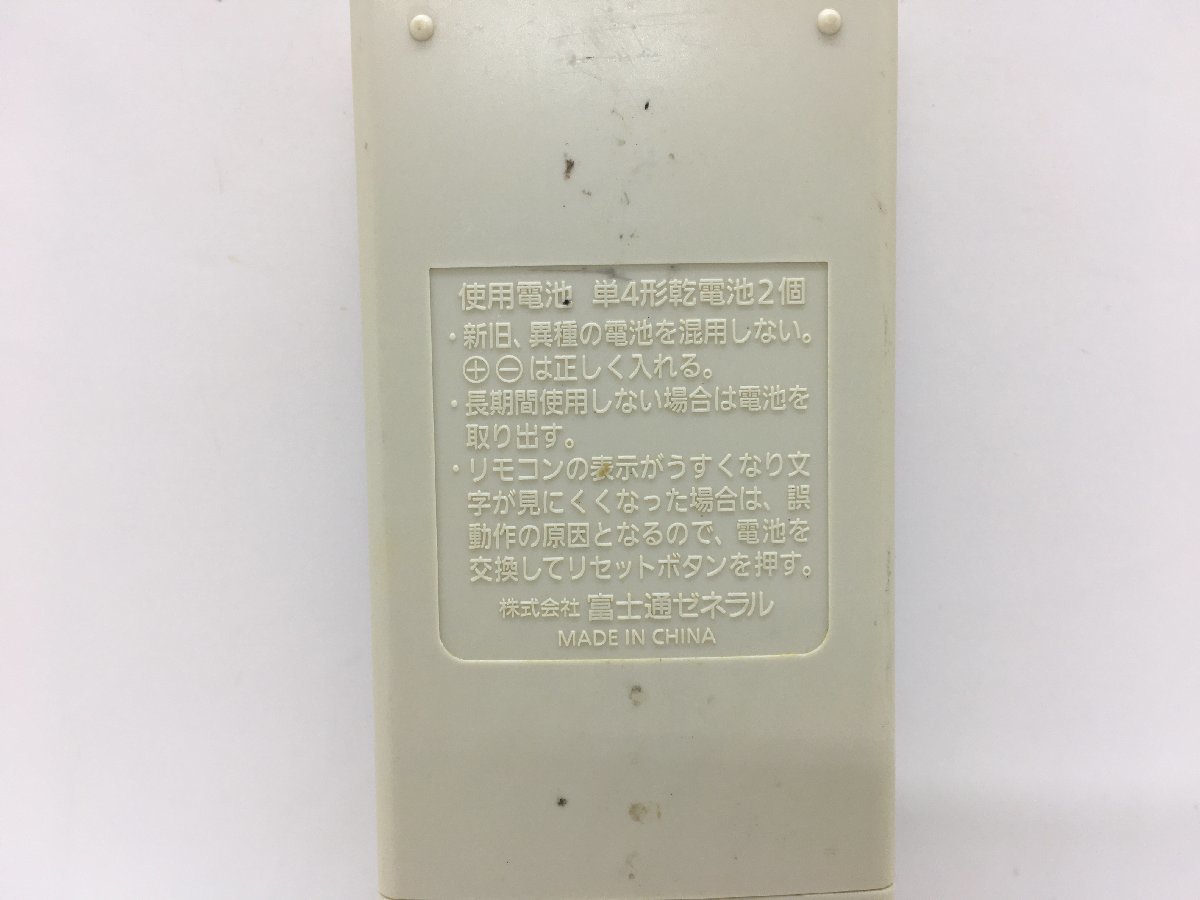 使用電池 単4形乾電池2個
・新旧、異種の電池を混用しない。
⊕⊖は正しく入れる。
・長期間使用しない場合は電池を
取り出す。
・リモコンの表示がうすくなり文
字が見にくくなった場合は、誤
動作の原因となるので、電池を
交換してリセットボタンを押す。
株式会社 富士通ゼネラル
MADE IN CHINA